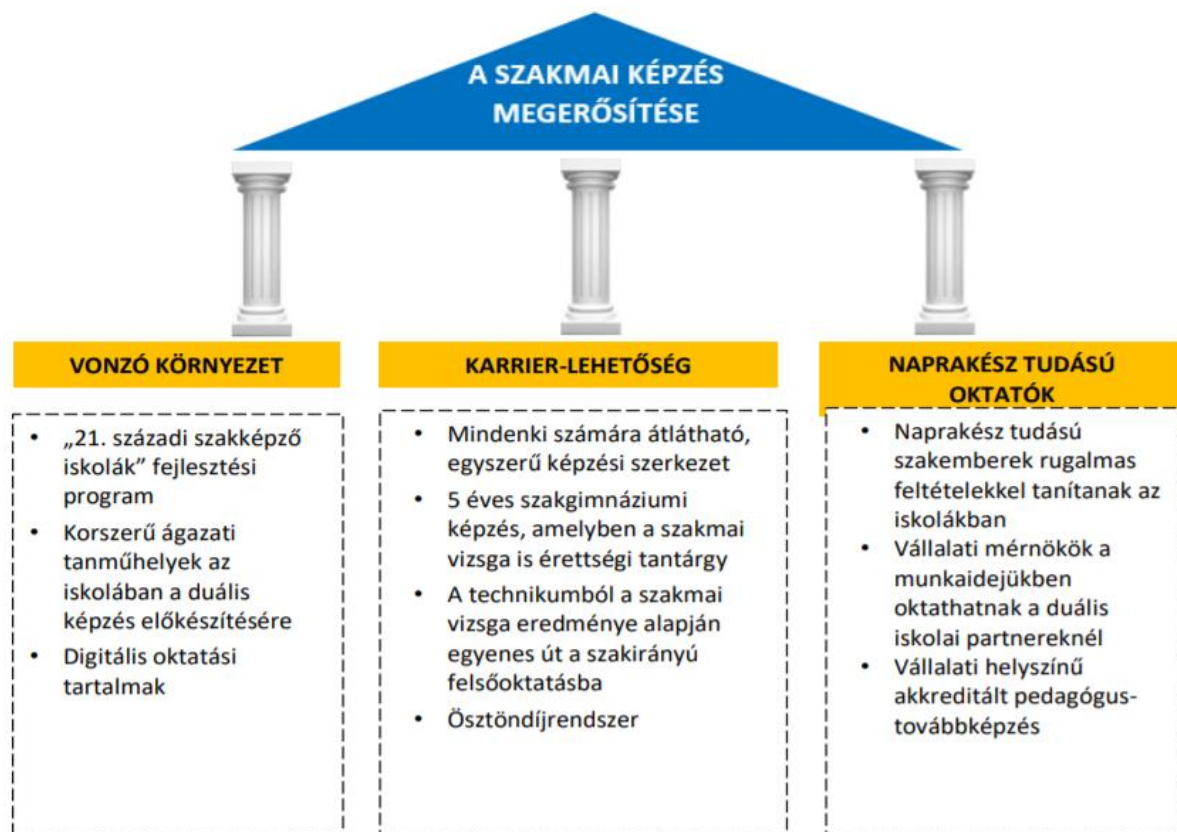 A SZAKMAI KÉPZÉS
MEGERŐSÍTÉSE
VONZÓ KÖRNYEZET
• „21. századi szakképző
iskolák” fejlesztési
program
• Korszerű ágazati
tanműhelyek az
iskolában a duális
képzés előkészítésére
• Digitális oktatási
tartalmak
KARRIER-LEHETŐSÉG
• Mindenki számára átlátható,
egyszerű képzési szerkezet
• 5 éves szakgimnáziumi
képzés, amelyben a szakmai
vizsga is érettségi tantárgy
• A technikumból a szakmai
vizsga eredménye alapján
egyenes út a szakirányú
felsőoktatásba
• Ösztöndíjrendszer
NAPRAKÉSZ TUDÁSÚ
OKTATÓK
• Naprakész tudású
szakemberek rugalmas
feltételekkel tanítanak az
iskolákban
• Vállalati mérnökök a
munkaidejükben
oktathatnak a duális
iskolai partnereknél
• Vállalati helyszínű
akkreditált pedagógus-
továbbképzés